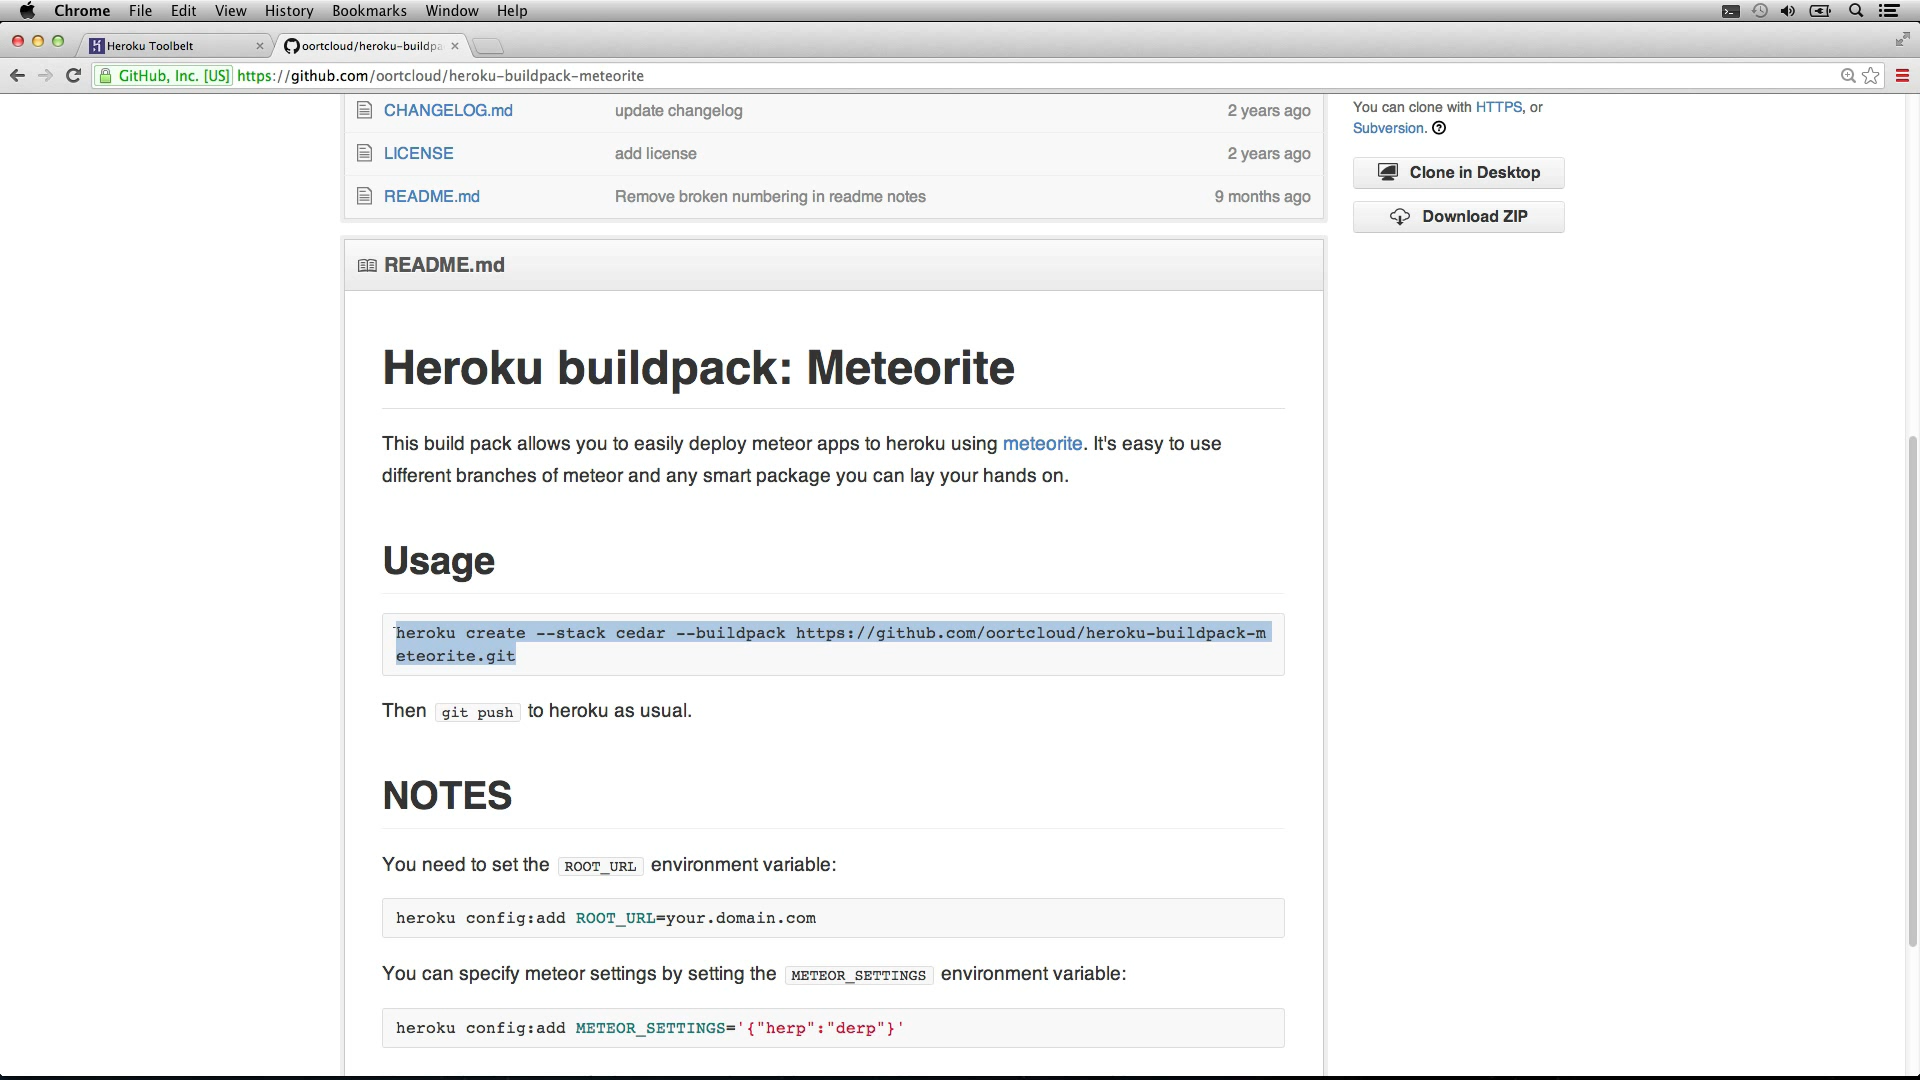 Chrome File Edit View History Bookmarks Window Help
Heroku Toolbelt
oortcloud/heroku-buildpa
GitHub, Inc. [US] https://github.com/oortcloud/heroku-buildpack-meteorite
CHANGELOG.md update changelog 2 years ago
LICENSE add license 2 years ago
README.md Remove broken numbering in readme notes 9 months ago
You can clone with HTTPS, or
Subversion.
Clone in Desktop
Download ZIP
README.md
Heroku buildpack: Meteorite
This build pack allows you to easily deploy meteor apps to heroku using meteorite. It's easy to use
different branches of meteor and any smart package you can lay your hands on.
Usage
heroku create --stack cedar --buildpack https://github.com/oortcloud/heroku-buildpack-m
eteorite.git
Then git push to heroku as usual.
NOTES
You need to set the ROOT_URL environment variable:
heroku config:add ROOT_URL=your.domain.com
You can specify meteor settings by setting the METEOR_SETTINGS environment variable:
heroku config:add METEOR_SETTINGS='{"herp":"derp"}'